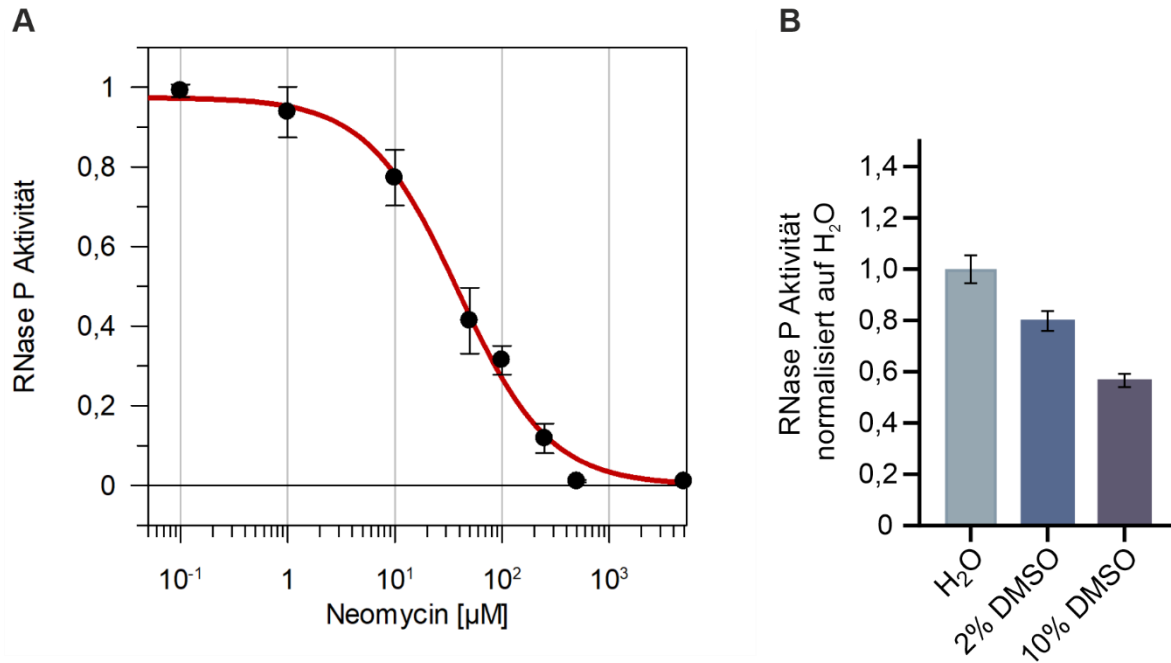 A
RNase P Aktivität
1
0,8
0,6
0,4
0,2
0
10⁻¹
1
10¹
10²
10³
Neomycin [µM]
B
RNase P Aktivität
normalisiert auf H₂O
1,4
1,2
1,0
0,8
0,6
0,4
0,2
0
H₂O
2% DMSO
10% DMSO